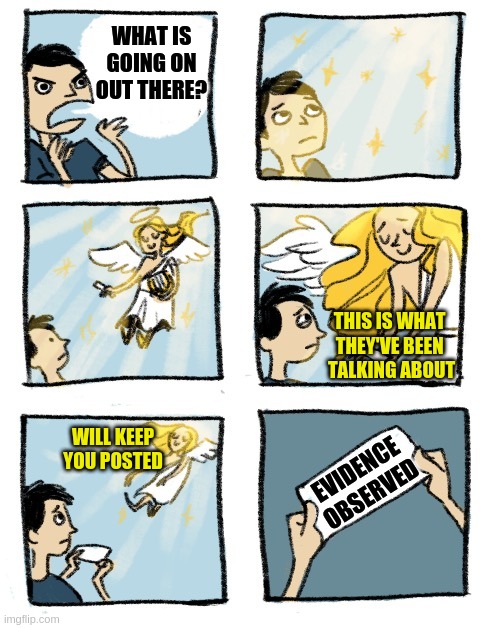 WHAT IS
GOING ON
OUT THERE?
THIS IS WHAT
THEY'VE BEEN
TALKING ABOUT
WILL KEEP
YOU POSTED
EVIDENCE
OBSERVED
imgflip.com